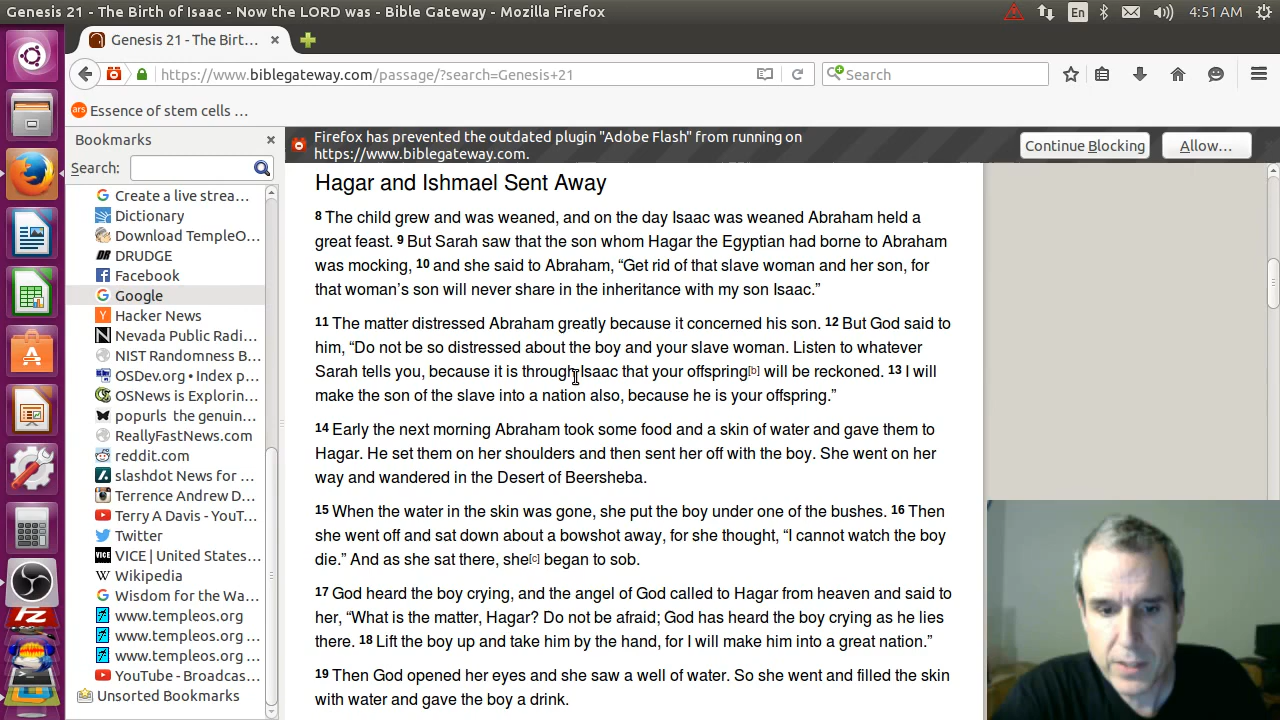 Genesis 21 - The Birth of Isaac - Now the LORD was - Bible Gateway - Mozilla Firefox
En
4:51 AM
Genesis 21 - The Birt... ×
https://www.biblegateway.com/passage/?search=Genesis+21
Search
ars Essence of stem cells ...
Bookmarks ×
Search:
Create a live strea...
Dictionary
Download TempleO...
DRUDGE
Facebook
Google
Hacker News
Nevada Public Radi...
NIST Randomness B...
OSDev.org • Index p...
OSNews is Explorin...
popurls the genuin...
ReallyFastNews.com
reddit.com
slashdot News for ...
Terrence Andrew D...
Terry A Davis - YouT...
Twitter
VICE | United States...
Wikipedia
Wisdom for the Wa...
www.templeos.org
www.templeos.org ...
www.templeos.org ...
YouTube - Broadcas...
Unsorted Bookmarks
Firefox has prevented the outdated plugin "Adobe Flash" from running on
https://www.biblegateway.com.
Continue Blocking
Allow...
Hagar and Ishmael Sent Away
8 The child grew and was weaned, and on the day Isaac was weaned Abraham held a
great feast. 9 But Sarah saw that the son whom Hagar the Egyptian had borne to Abraham
was mocking, 10 and she said to Abraham, “Get rid of that slave woman and her son, for
that woman’s son will never share in the inheritance with my son Isaac.”
11 The matter distressed Abraham greatly because it concerned his son. 12 But God said to
him, “Do not be so distressed about the boy and your slave woman. Listen to whatever
Sarah tells you, because it is through Isaac that your offspring[b] will be reckoned. 13 I will
make the son of the slave into a nation also, because he is your offspring.”
14 Early the next morning Abraham took some food and a skin of water and gave them to
Hagar. He set them on her shoulders and then sent her off with the boy. She went on her
way and wandered in the Desert of Beersheba.
15 When the water in the skin was gone, she put the boy under one of the bushes. 16 Then
she went off and sat down about a bowshot away, for she thought, “I cannot watch the boy
die.” And as she sat there, she[c] began to sob.
17 God heard the boy crying, and the angel of God called to Hagar from heaven and said to
her, “What is the matter, Hagar? Do not be afraid; God has heard the boy crying as he lies
there. 18 Lift the boy up and take him by the hand, for I will make him into a great nation.”
19 Then God opened her eyes and she saw a well of water. So she went and filled the skin
with water and gave the boy a drink.